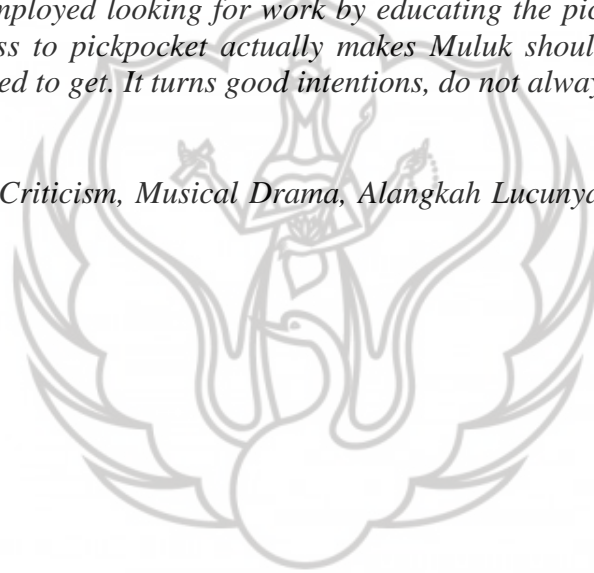 mployed looking for work by educating the pic
ss to pickpocket actually makes Muluk shoul
ed to get. It turns good intentions, do not alway
Criticism, Musical Drama, Alangkah Lucunya